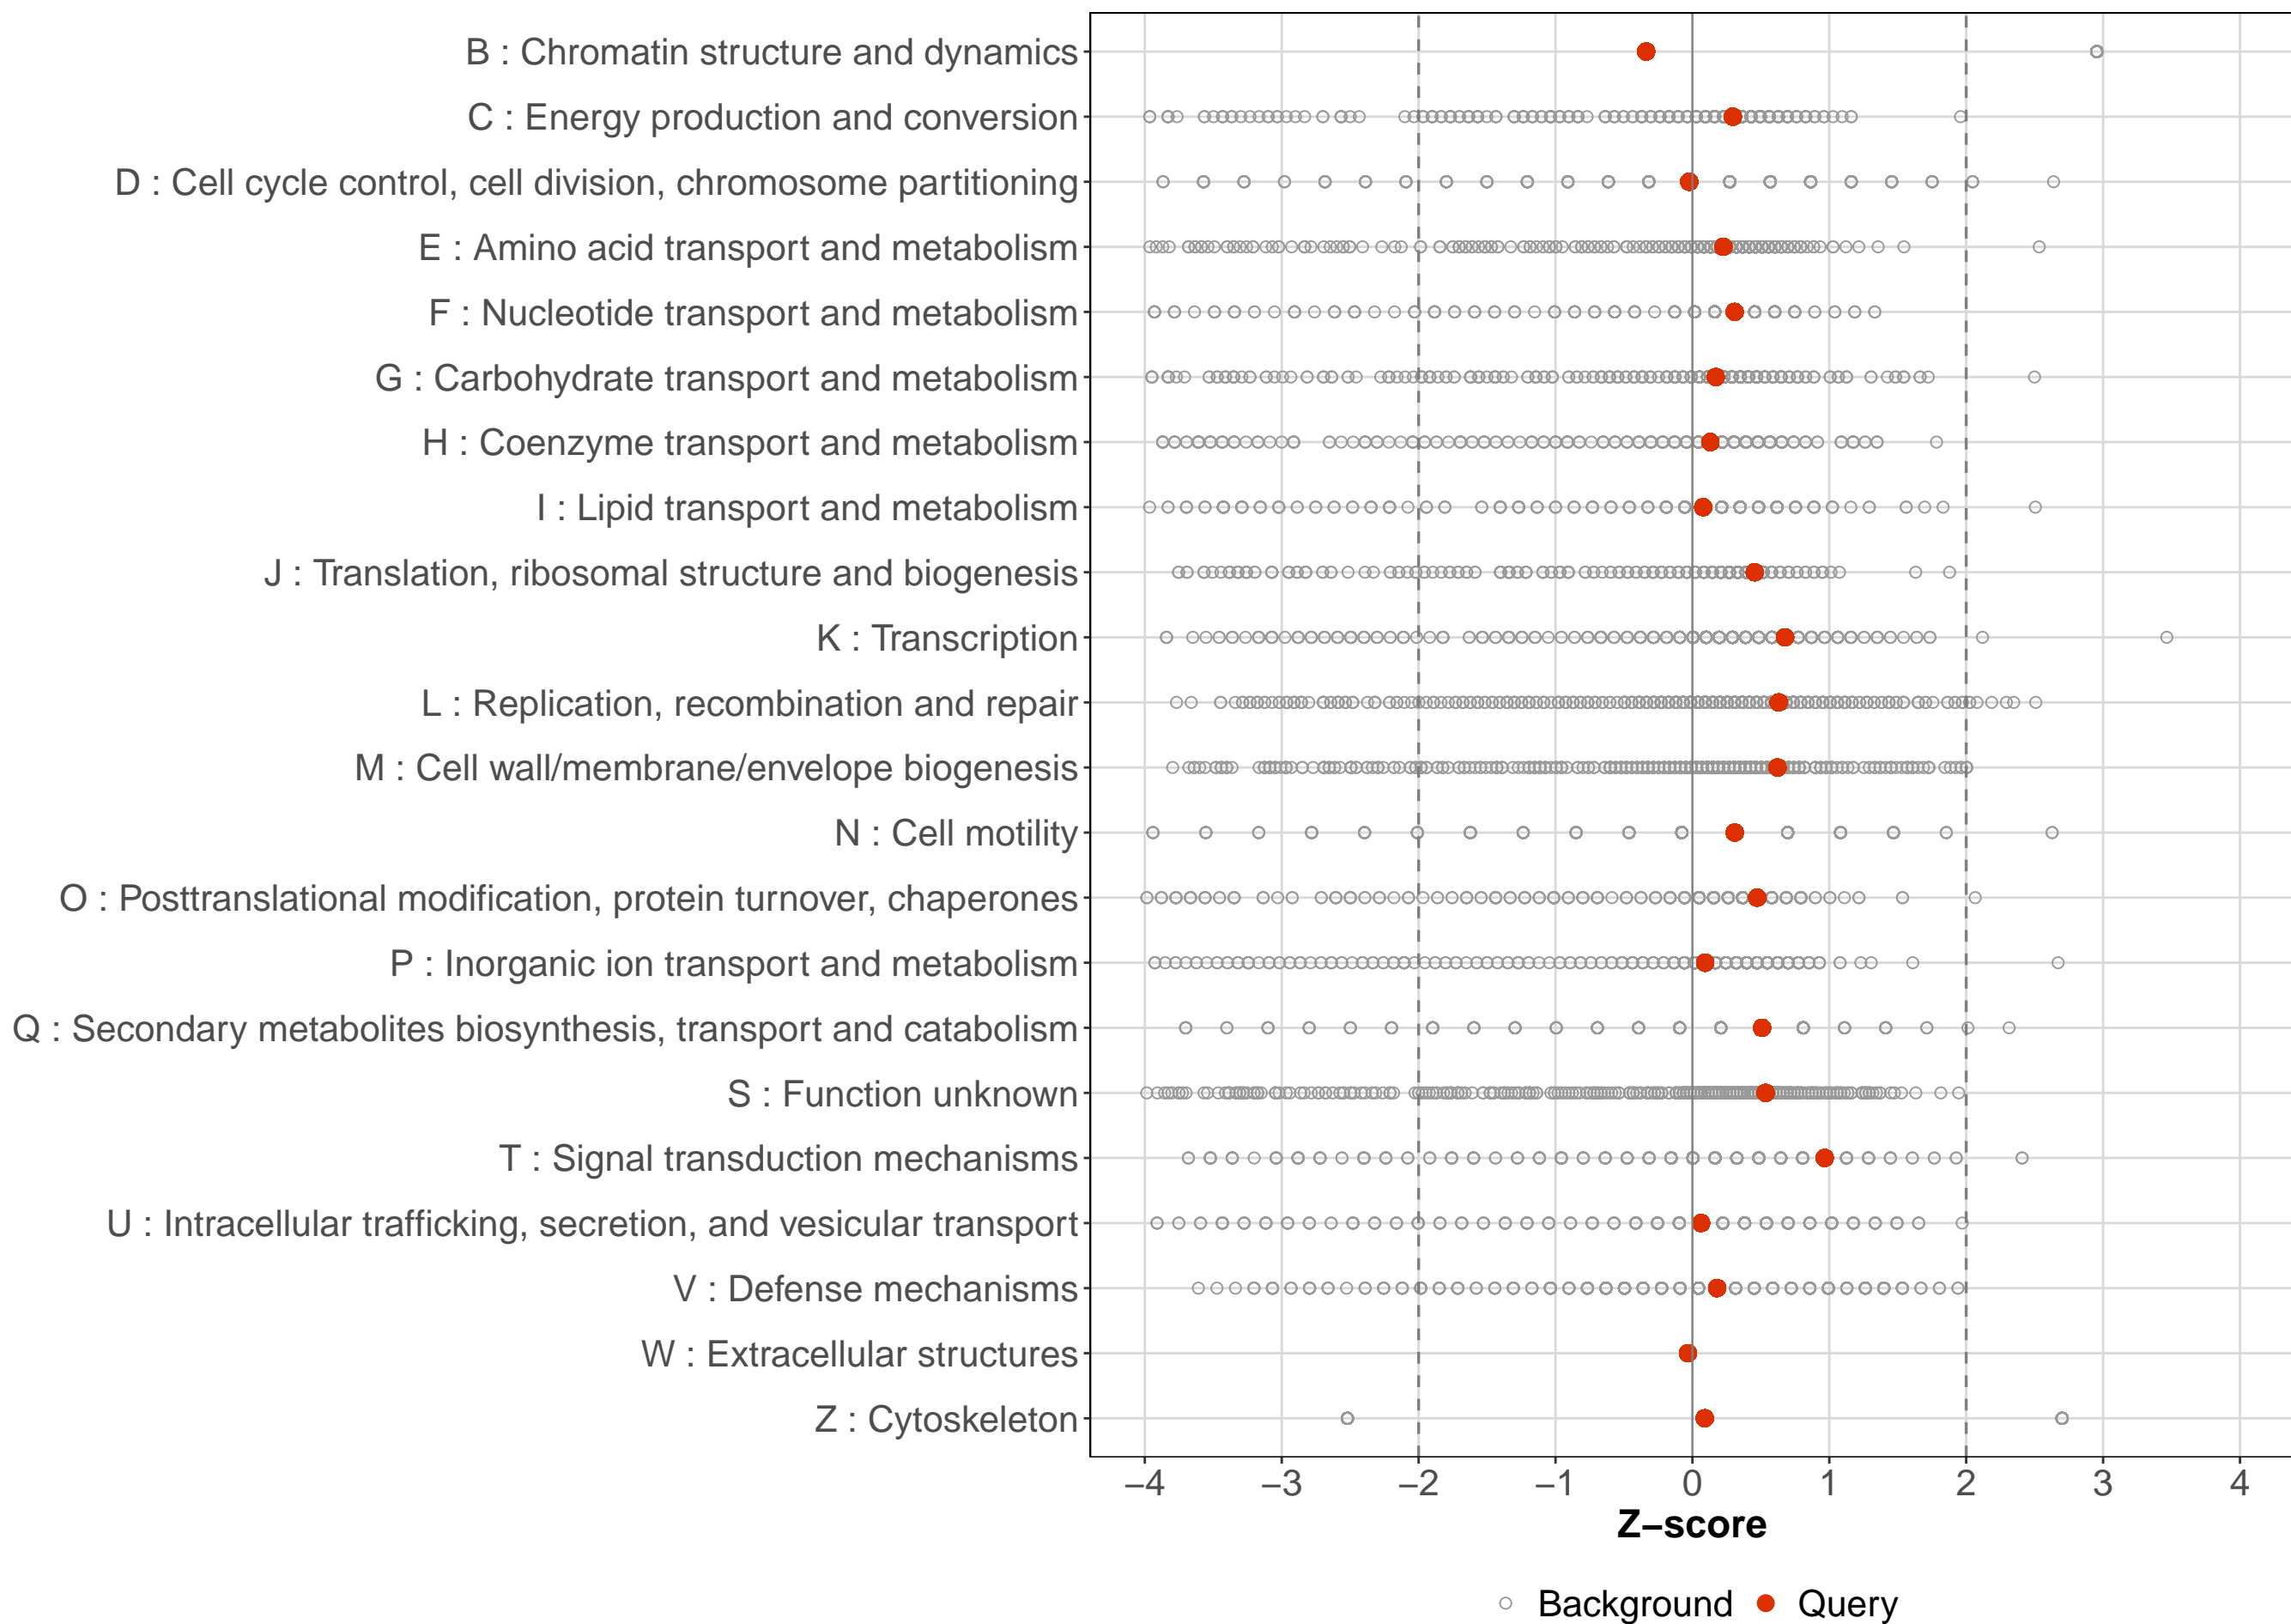 B : Chromatin structure and dynamics
C : Energy production and conversion
D : Cell cycle control, cell division, chromosome partitioning
E : Amino acid transport and metabolism
F : Nucleotide transport and metabolism
G : Carbohydrate transport and metabolism
H : Coenzyme transport and metabolism
I : Lipid transport and metabolism
J : Translation, ribosomal structure and biogenesis
K : Transcription
L : Replication, recombination and repair
M : Cell wall/membrane/envelope biogenesis
N : Cell motility
O : Posttranslational modification, protein turnover, chaperones
P : Inorganic ion transport and metabolism
Q : Secondary metabolites biosynthesis, transport and catabolism
S : Function unknown
T : Signal transduction mechanisms
U : Intracellular trafficking, secretion, and vesicular transport
V : Defense mechanisms
W : Extracellular structures
Z : Cytoskeleton
−4 −3 −2 −1 0 1 2 3 4
Z−score
Background Query